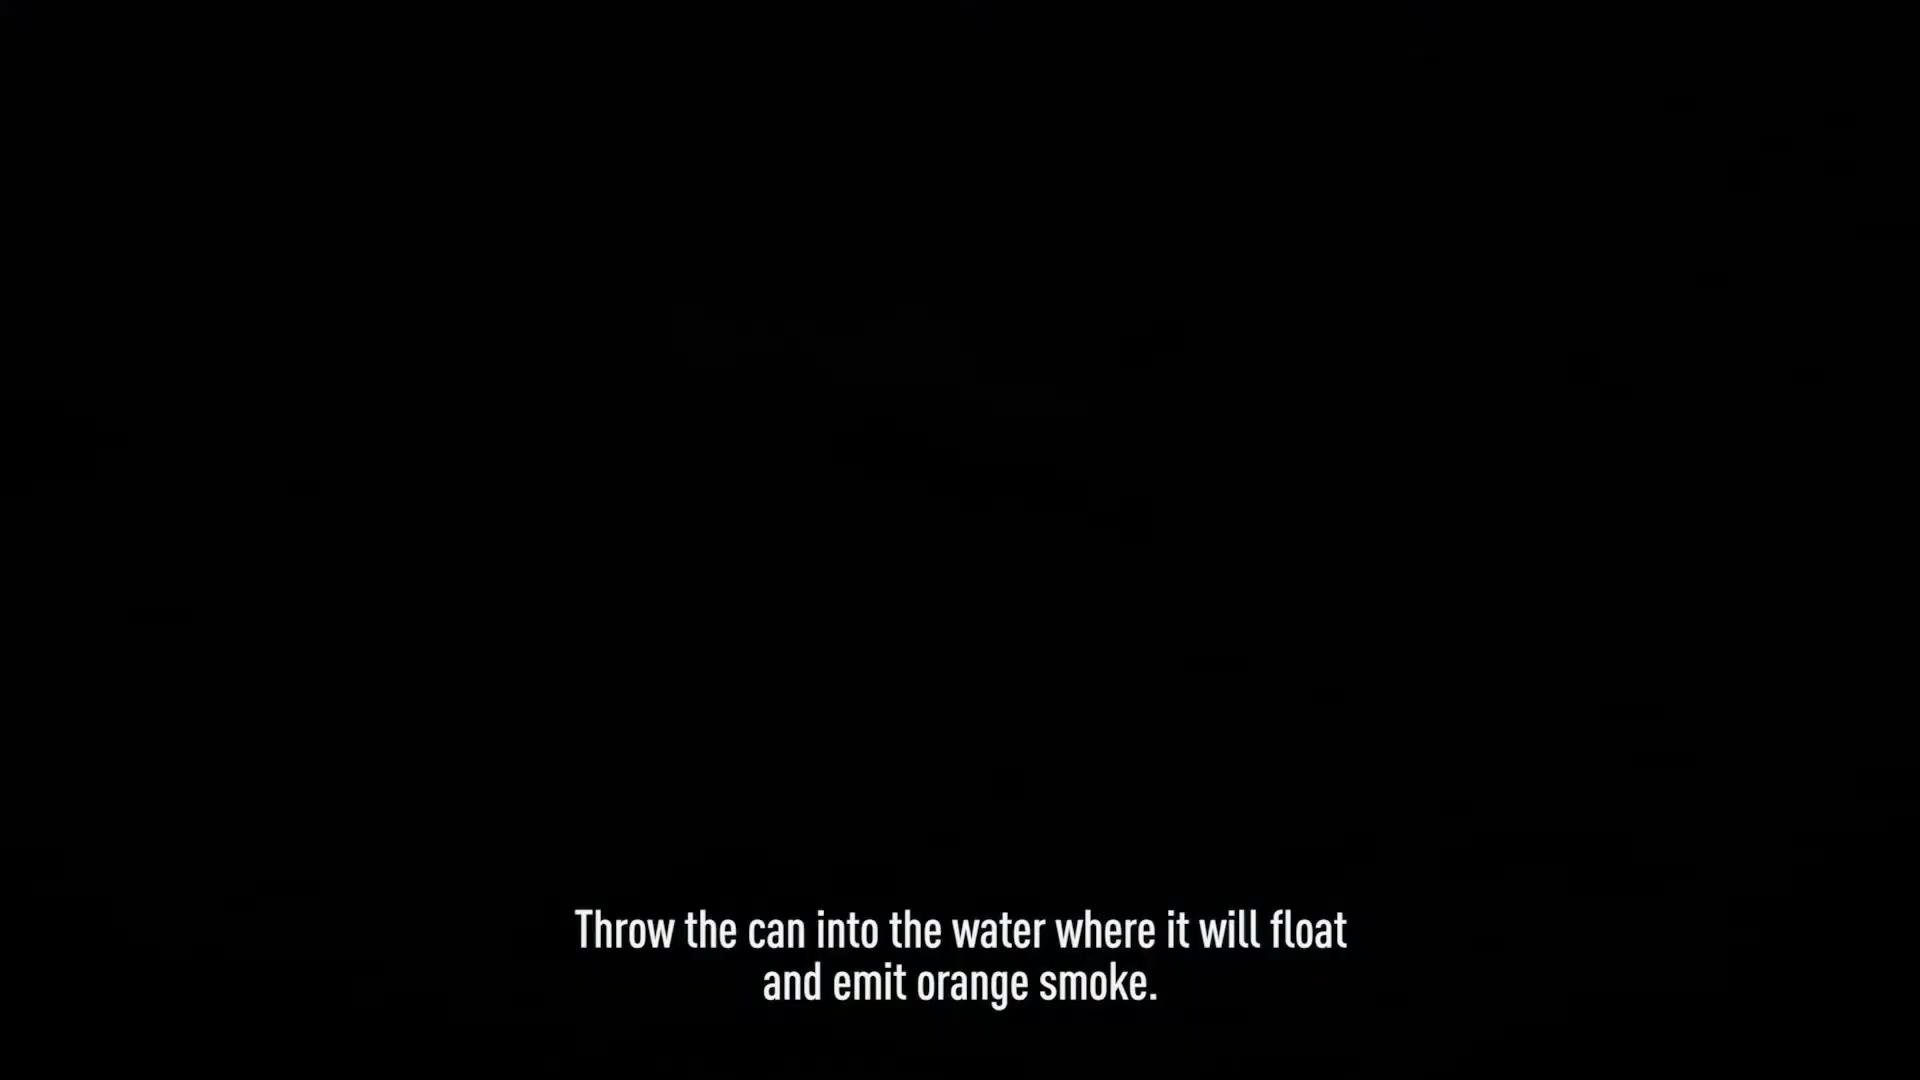 Throw the can into the water where it will float
and emit orange smoke.